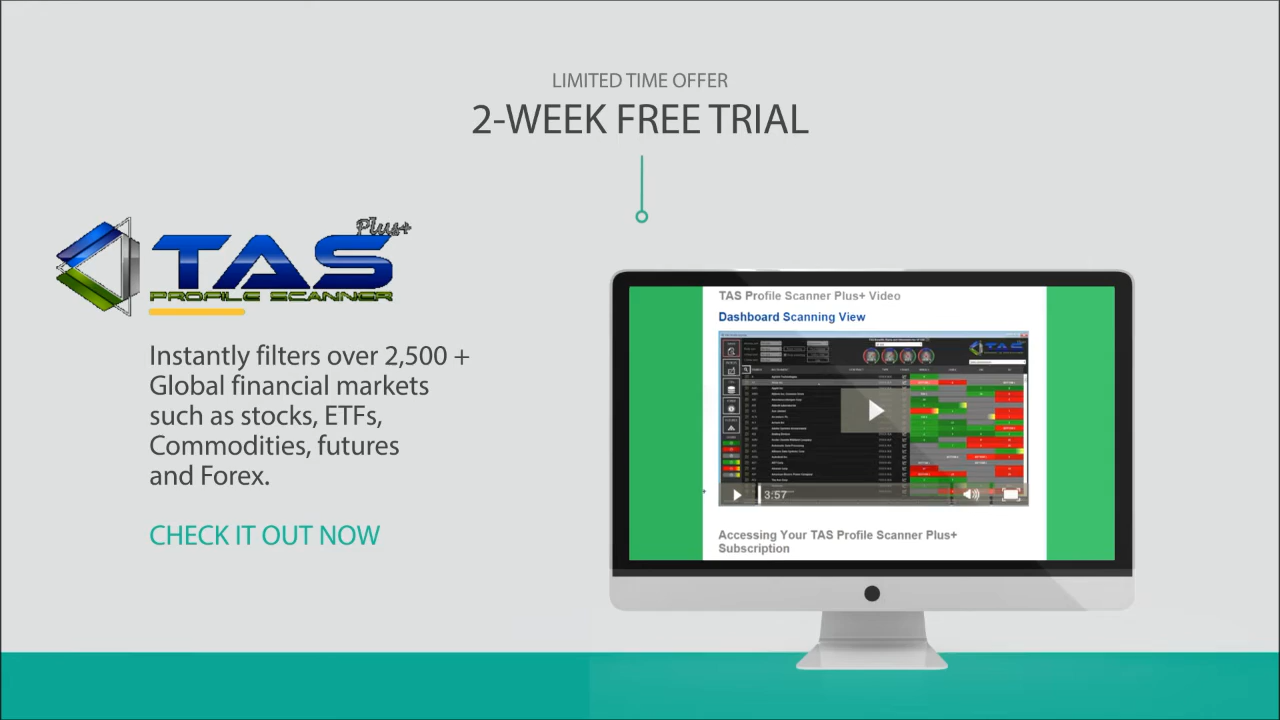 LIMITED TIME OFFER
2-WEEK FREE TRIAL
Plus+
TAS
PROFILE SCANNER
Instantly filters over 2,500 +
Global financial markets
such as stocks, ETFs,
Commodities, futures
and Forex.
CHECK IT OUT NOW
TAS Profile Scanner Plus+ Video
Dashboard Scanning View
TAS
3:57
Accessing Your TAS Profile Scanner Plus+
Subscription